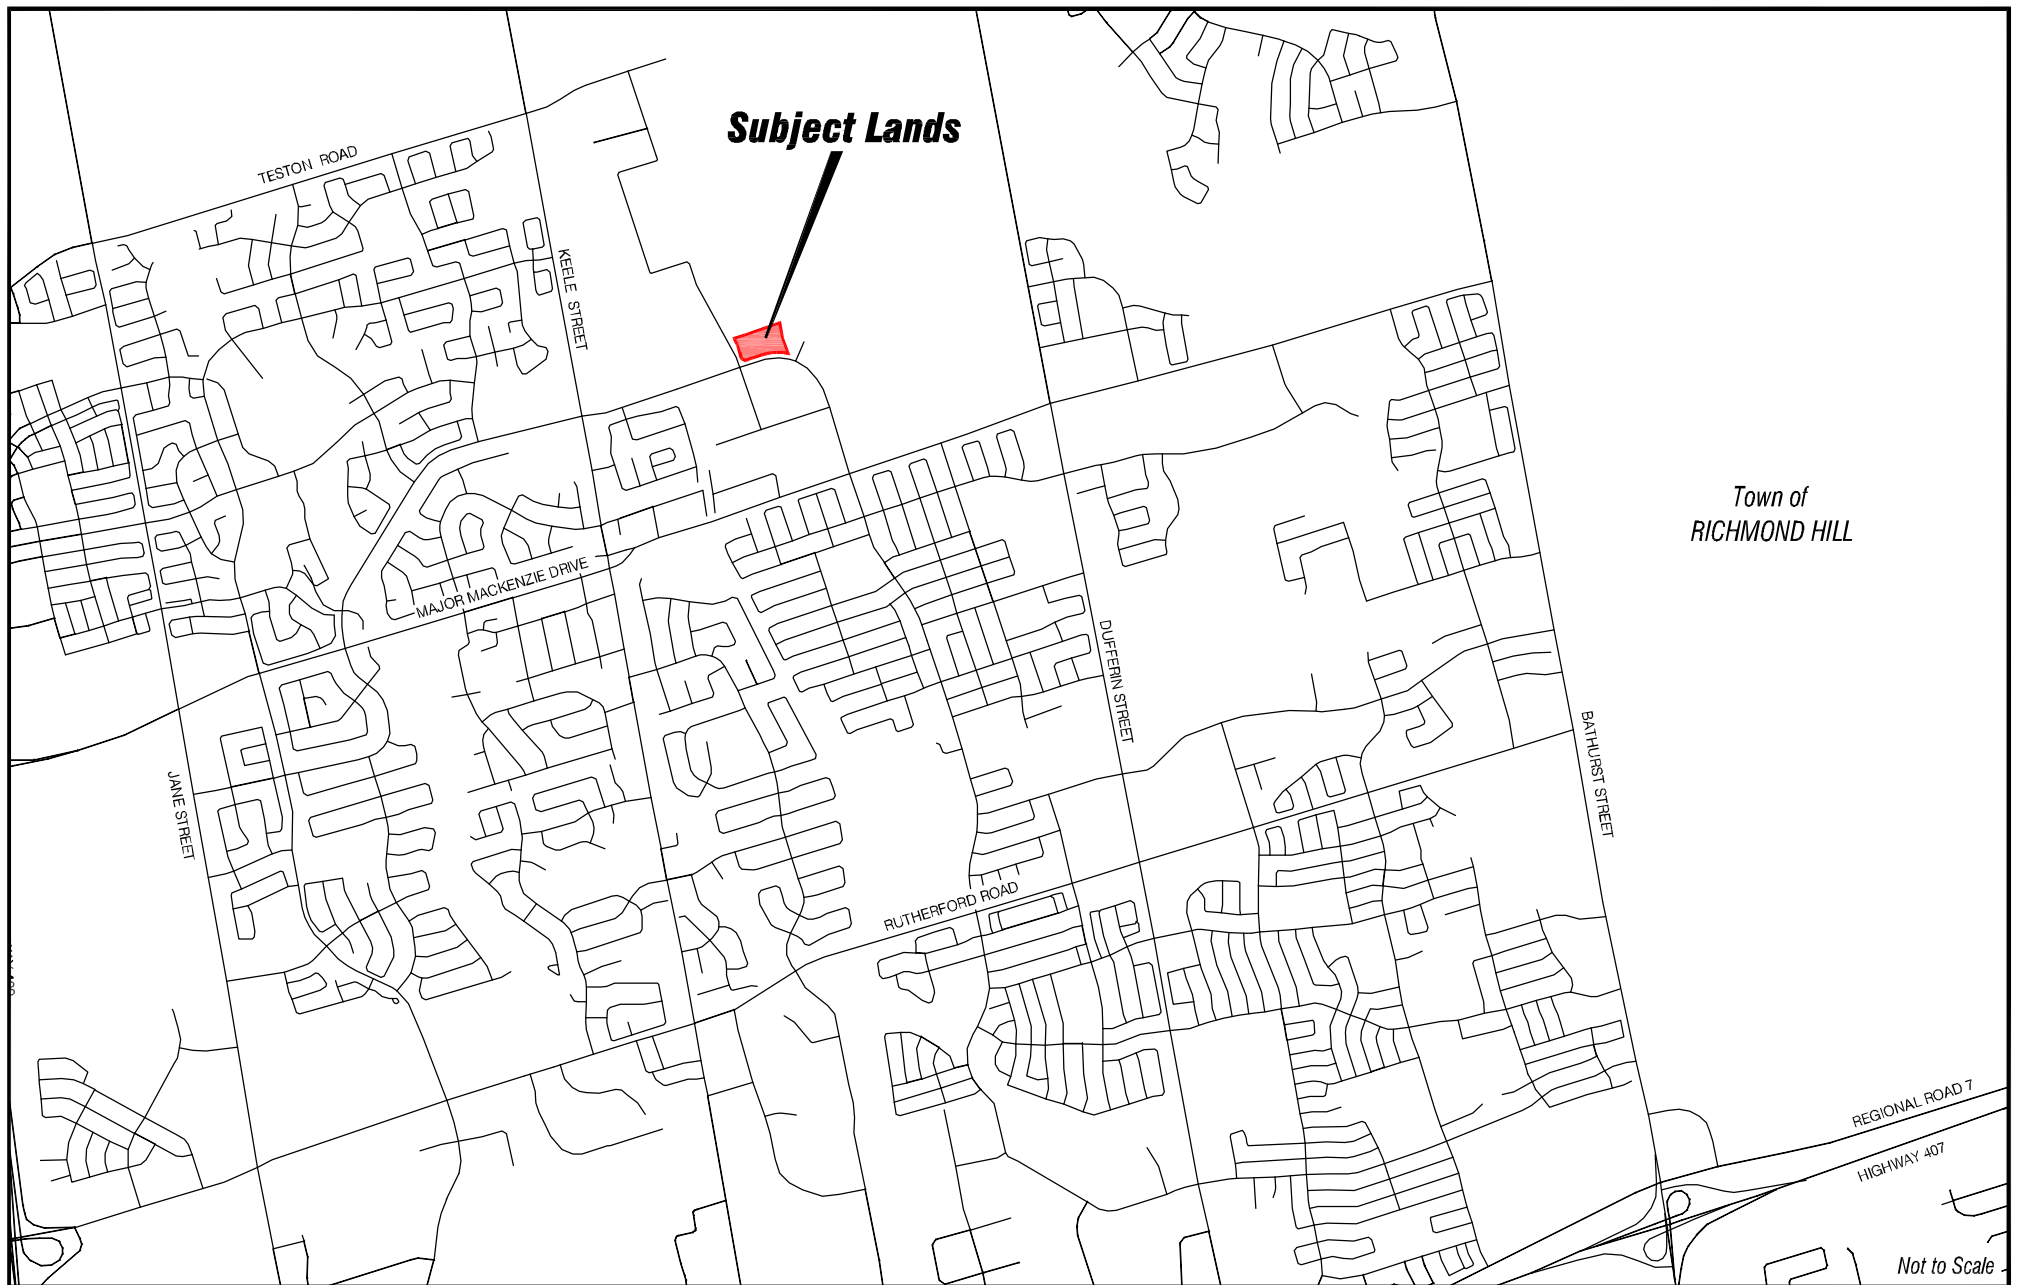 Subject Lands
TESTON ROAD
KEELE STREET
Town of
RICHMOND HILL
MAJOR MACKENZIE DRIVE
DUFFERIN STREET
BATHURST STREET
JANE STREET
RUTHERFORD ROAD
REGIONAL ROAD 7
HIGHWAY 407
Not to Scale